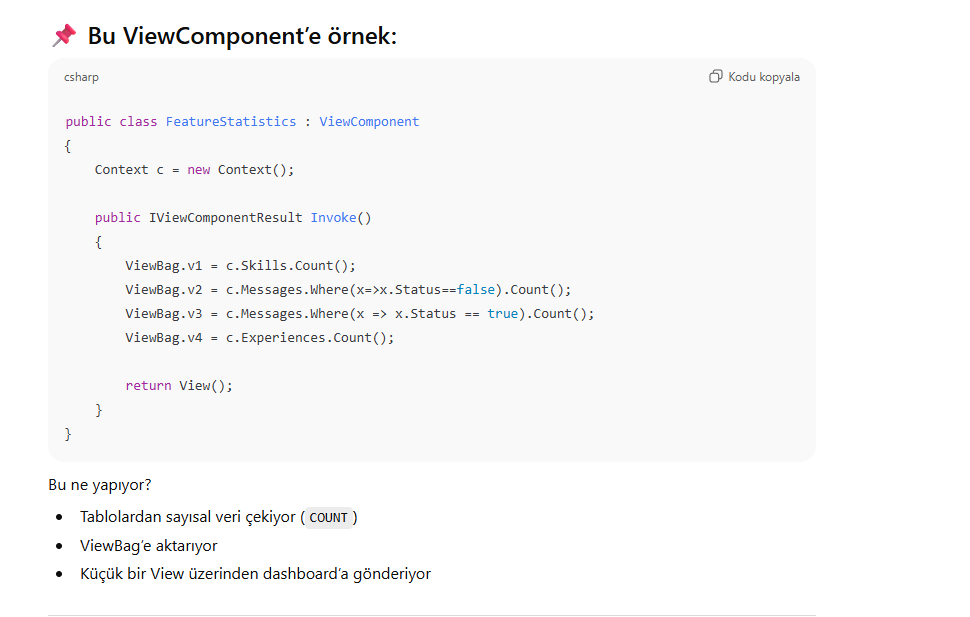 📌 Bu ViewComponent’e örnek:
csharp
Kodu kopyala
public class FeatureStatistics : ViewComponent
{
    Context c = new Context();
    public IViewComponentResult Invoke()
    {
        ViewBag.v1 = c.Skills.Count();
        ViewBag.v2 = c.Messages.Where(x=>x.Status==false).Count();
        ViewBag.v3 = c.Messages.Where(x => x.Status == true).Count();
        ViewBag.v4 = c.Experiences.Count();
        return View();
    }
}
Bu ne yapıyor?
• Tablolardan sayısal veri çekiyor ( COUNT )
• ViewBag’e aktarıyor
• Küçük bir View üzerinden dashboard’a gönderiyor